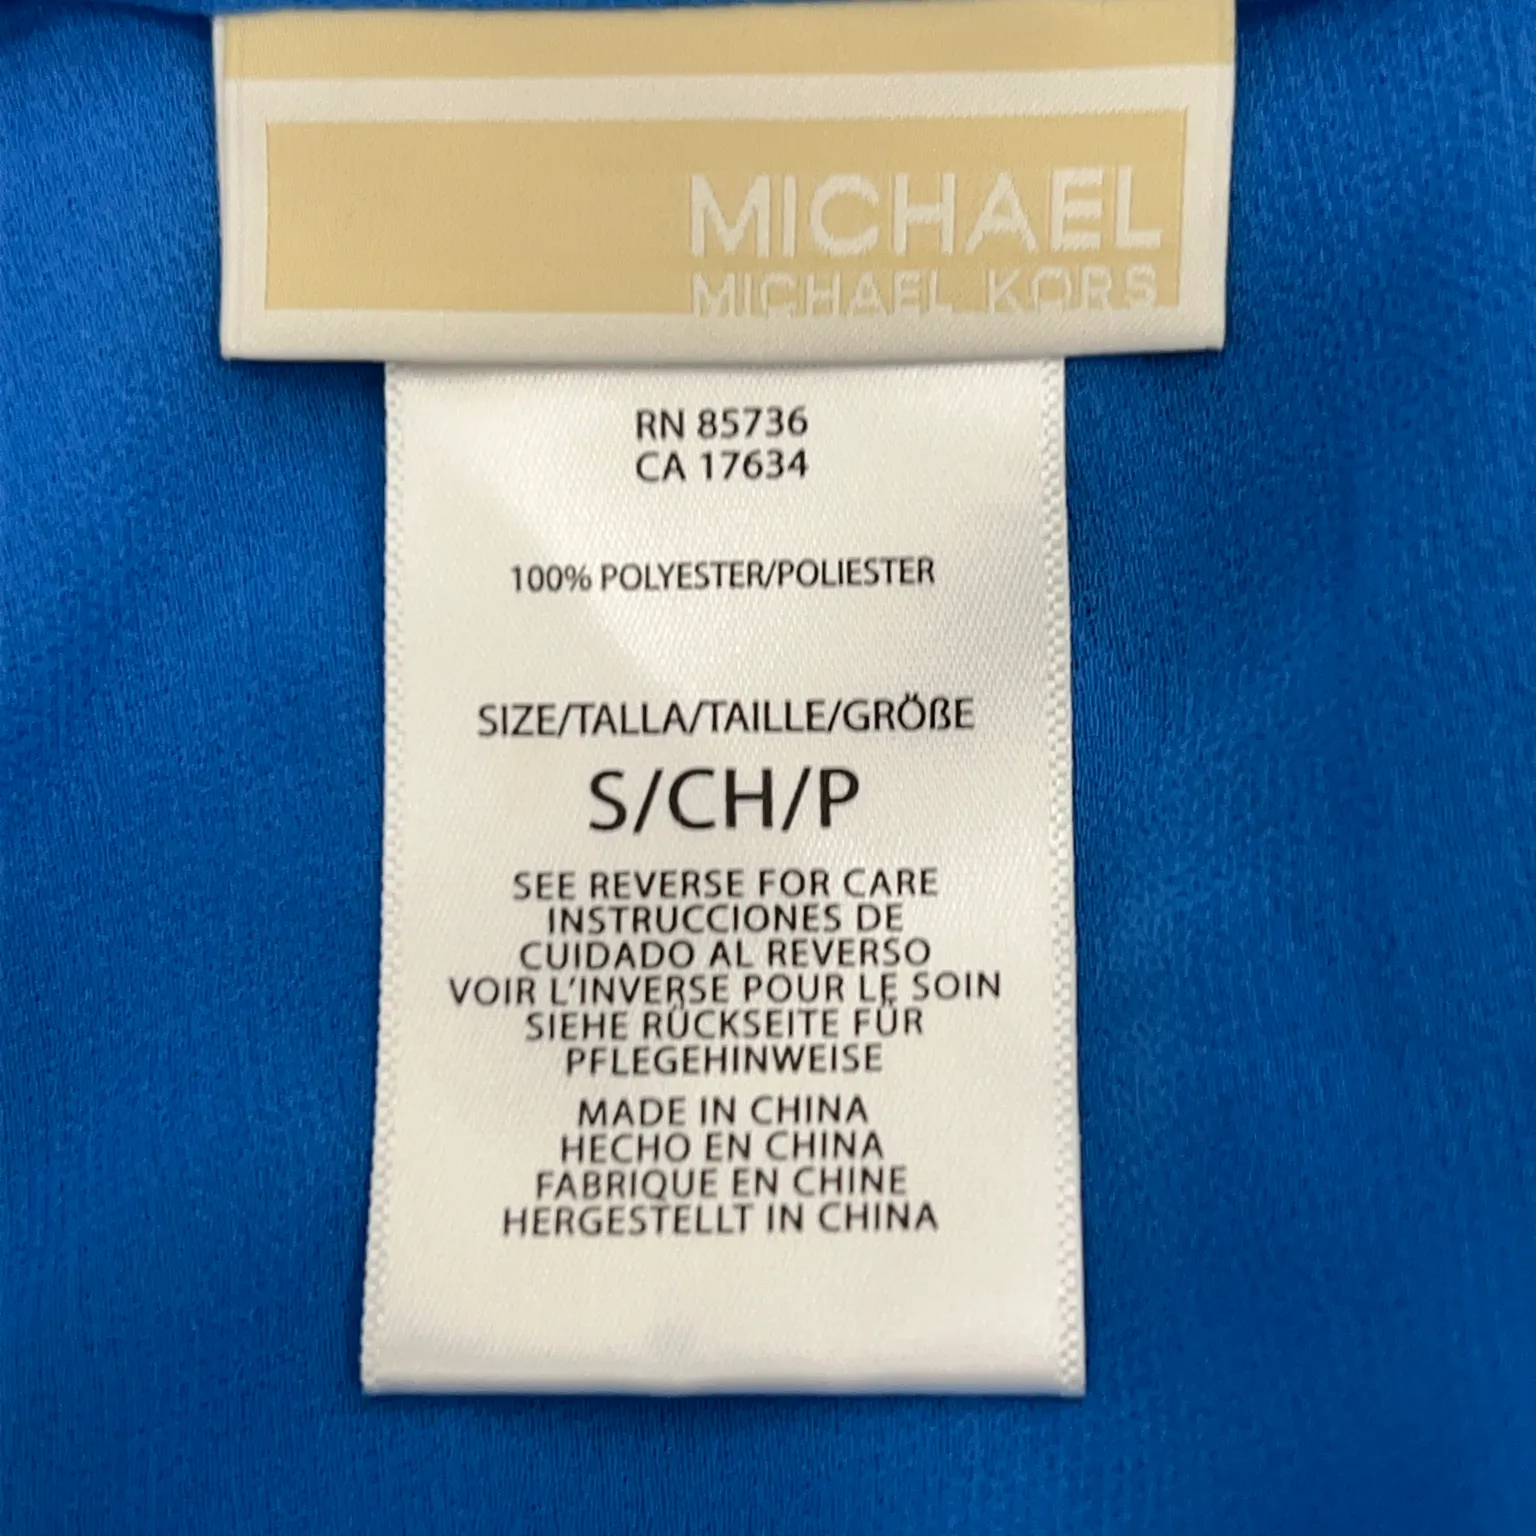 MICHAEL
MICHAEL KORS
RN 85736
CA 17634
100% POLYESTER/POLIESTER
SIZE/TALLA/TAILLE/GRÖßE
S/CH/P
SEE REVERSE FOR CARE
INSTRUCCIONES DE
CUIDADO AL REVERSO
VOIR L'INVERSE POUR LE SOIN
SIEHE RÜCKSEITE FÜR
PFLEGEHINWEISE
MADE IN CHINA
HECHO EN CHINA
FABRIQUE EN CHINE
HERGESTELLT IN CHINA